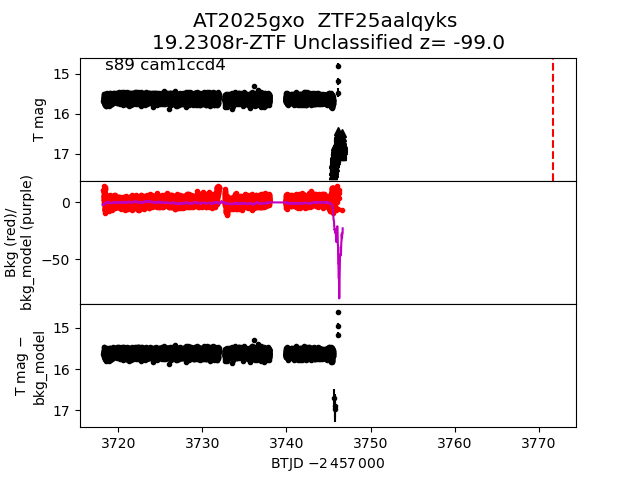 AT2025gxo  ZTF25aalqyks
19.2308r-ZTF Unclassified z= -99.0
s89 cam1ccd4
15
16
17
T mag
0
−50
Bkg (red)/
bkg_model (purple)
15
16
17
T mag −
bkg_model
3720 3730 3740 3750 3760 3770
BTJD −2 457 000